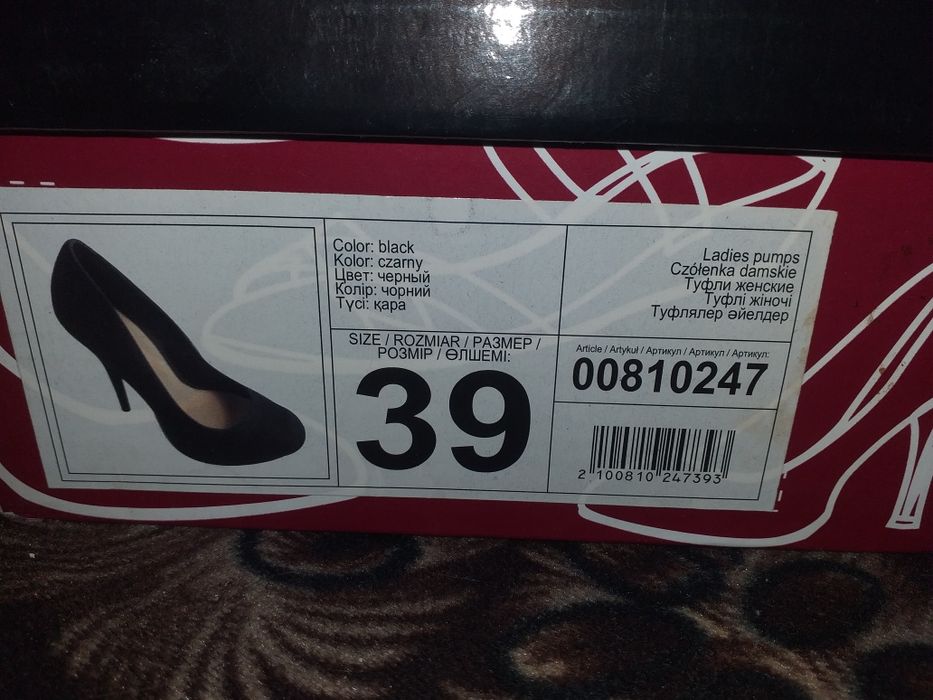 Color: black
Kolor: czarny
Цвет: черный
Колір: чорний
Түсі: қара
Ladies pumps
Czółenka damskie
Туфли женские
Туфлі жіночі
Туфлялер әйелдер
SIZE / ROZMIAR / РАЗМЕР /
РОЗМІР / ӨЛШЕМІ:
39
Article / Artykuł / Артикул / Артикул / Артикул:
00810247
2 100810 247393